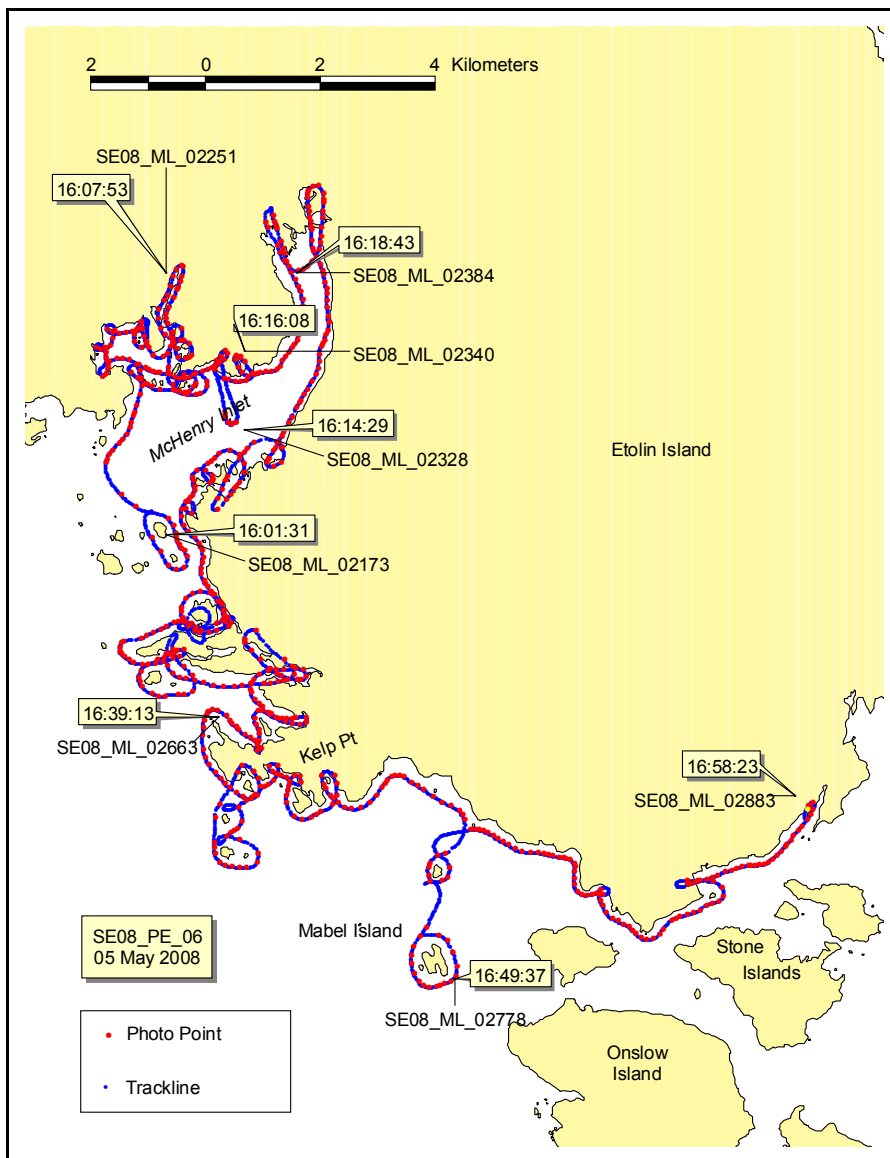 2 0 2 4 Kilometers
SE08_ML_02251
16:07:53
16:18:43
SE08_ML_02384
16:16:08
SE08_ML_02340
McHenry Inlet
16:14:29
SE08_ML_02328
Etolin Island
16:01:31
SE08_ML_02173
16:39:13
SE08_ML_02663
Kelp Pt
16:58:23
SE08_ML_02883
Mabel Island
SE08_PE_06
05 May 2008
Stone
Islands
16:49:37
SE08_ML_02778
Photo Point
Trackline
Onslow
Island